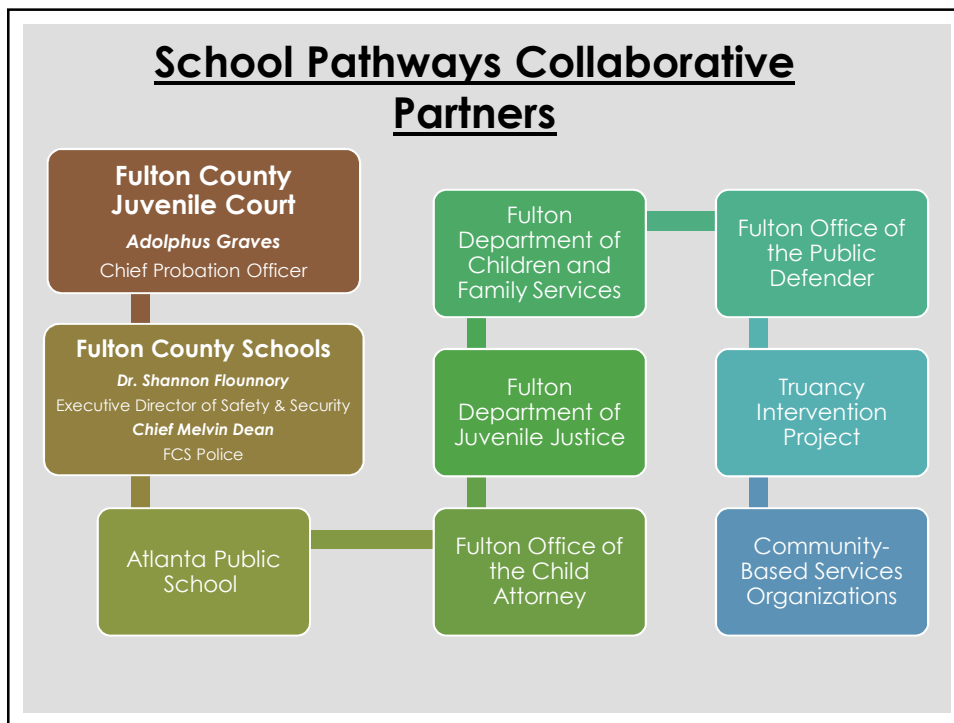 School Pathways Collaborative
Partners
Fulton County
Juvenile Court
Adolphus Graves
Chief Probation Officer
Fulton County Schools
Dr. Shannon Flounnory
Executive Director of Safety & Security
Chief Melvin Dean
FCS Police
Atlanta Public
School
Fulton Office of
the Child
Attorney
Fulton
Department of
Juvenile Justice
Fulton
Department of
Children and
Family Services
Fulton Office of
the Public
Defender
Truancy
Intervention
Project
Community-
Based Services
Organizations